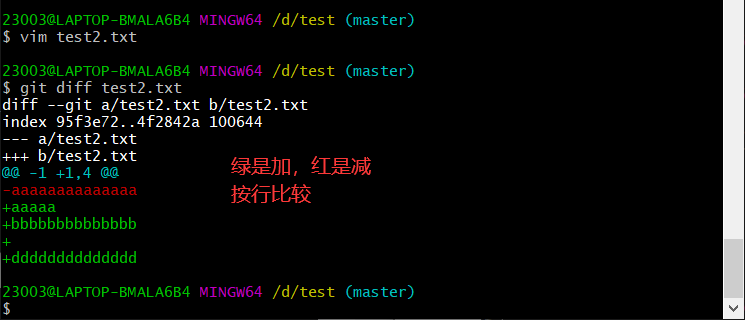 23003@LAPTOP-BMALA6B4 MINGW64 /d/test (master)
$ vim test2.txt
23003@LAPTOP-BMALA6B4 MINGW64 /d/test (master)
$ git diff test2.txt
diff --git a/test2.txt b/test2.txt
index 95f3e72..4f2842a 100644
--- a/test2.txt
+++ b/test2.txt
@@ -1 +1,4 @@
-aaaaaaaaaaaaaa
+aaaaa
+bbbbbbbbbbbbbb
+
+dddddddddddddd
绿是加，红是减
按行比较
23003@LAPTOP-BMALA6B4 MINGW64 /d/test (master)
$